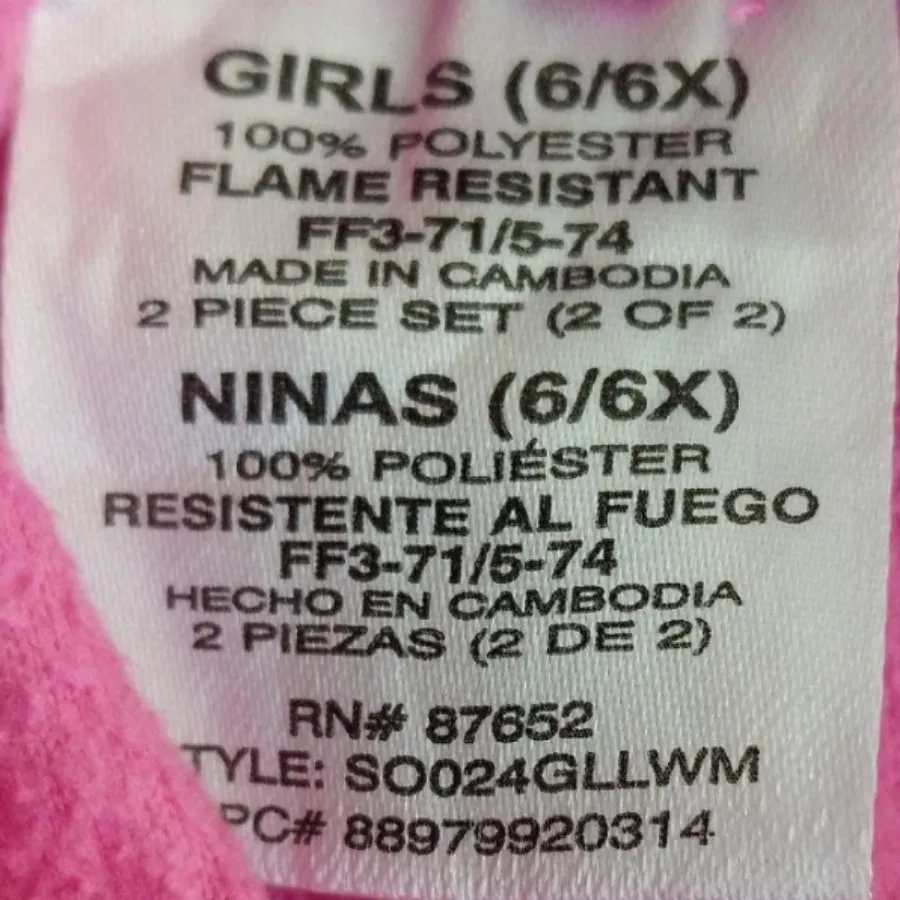 GIRLS (6/6X)
100% POLYESTER
FLAME RESISTANT
FF3-71/5-74
MADE IN CAMBODIA
2 PIECE SET (2 OF 2)
NINAS (6/6X)
100% POLIÉSTER
RESISTENTE AL FUEGO
FF3-71/5-74
HECHO EN CAMBODIA
2 PIEZAS (2 DE 2)
RN# 87652
TYLE: SO024GLLWM
PC# 88979920314